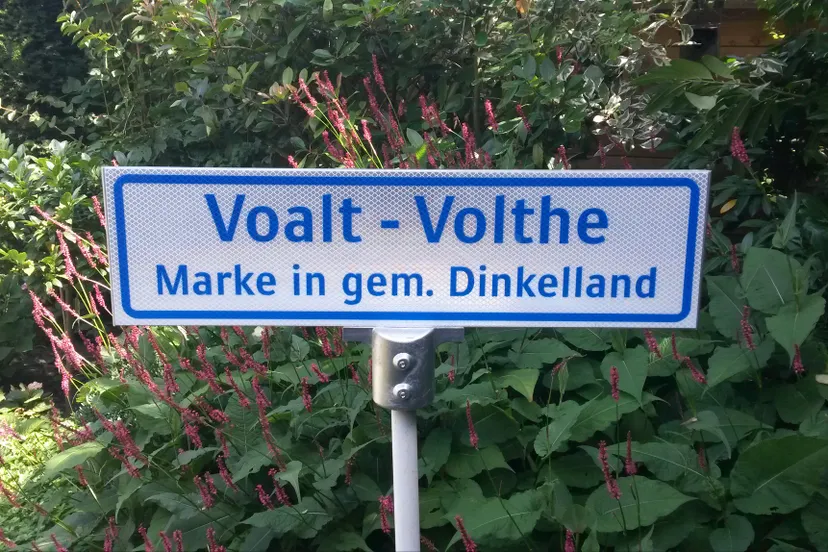 Voalt - Volthe
Marke in gem. Dinkelland